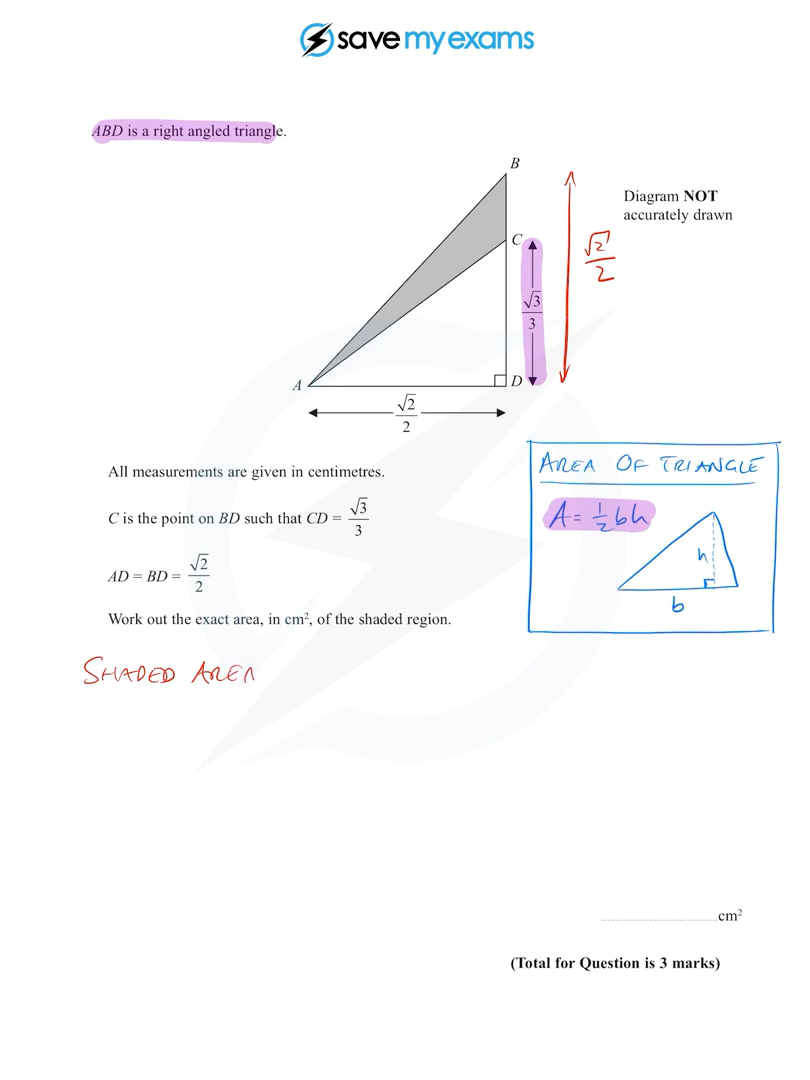 save my exams
ABD is a right angled triangle.
B
Diagram NOT
accurately drawn
C
√2/2
√3/3
A
D
√2/2
All measurements are given in centimetres.
C is the point on BD such that CD = √3/3
AD = BD = √2/2
Work out the exact area, in cm², of the shaded region.
AREA OF TRIANGLE
A = ½bh
h
b
SHADED AREA
..........................................cm²
(Total for Question is 3 marks)